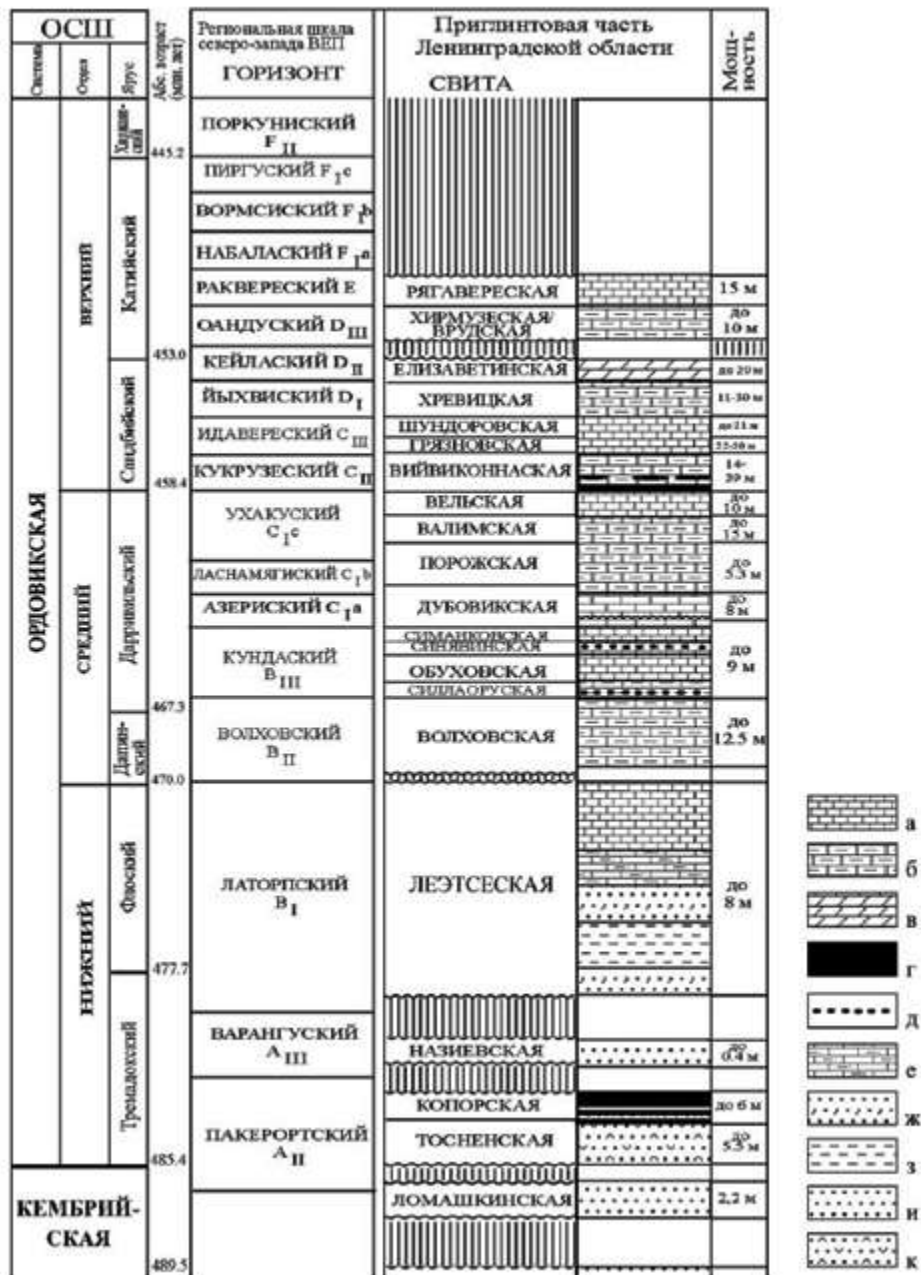 ОСШ
Система
Отдел
Ярус
Абс. возраст
(млн. лет)
Региональная шкала
северо-запада ВЕП
ГОРИЗОНТ
Приглинтовая часть
Ленинградской области
СВИТА
Мощ-
ность
ОРДОВИКСКАЯ
КЕМБРИЙ-
СКАЯ
ВЕРХНИЙ
СРЕДНИЙ
НИЖНИЙ
Катийский
Сандбийский
Дарривильский
Дапин-
ский
Флоский
Тремадокский
445.2
453.0
458.4
467.3
470.0
477.7
485.4
489.5
ПОРКУНИСКИЙ
F II
ПИРГУСКИЙ F I c
ВОРМСИСКИЙ F I b
НАБАЛАСКИЙ F I a
РАКВЕРЕСКИЙ E
ОАНДУСКИЙ D III
КЕЙЛАСКИЙ D II
ЙЫХВИСКИЙ D I
ИДАВЕРЕСКИЙ C III
КУКРУЗЕСКИЙ C II
УХАКУСКИЙ
C I c
ЛАСНАМЯГИСКИЙ C I b
АЗЕРИСКИЙ C I a
КУНДАСКИЙ
B III
ВОЛХОВСКИЙ
B II
ЛАТОРПСКИЙ
B I
ВАРАНГУСКИЙ
A III
ПАКЕРОРТСКИЙ
A II
РЯГАВЕРЕСКАЯ
15 м
ХИРМУЗЕСКАЯ/
ВРУДСКАЯ
до
10 м
ЕЛИЗАВЕТИНСКАЯ
до 20 м
ХРЕВИЦКАЯ
11-30 м
ШУНДОРОВСКАЯ
до 21 м
ГРЯЗНОВСКАЯ
ВИЙВИКОННАСКАЯ
14-
20 м
ВЕЛЬСКАЯ
до
10 м
ВАЛИМСКАЯ
до
15 м
ПОРОЖСКАЯ
до
5.3 м
ДУБОВИКСКАЯ
до
8 м
СИМАНКОВСКАЯ
СИНЯВИНСКАЯ
ОБУХОВСКАЯ
СИЛЛАОРУСКАЯ
до
9 м
ВОЛХОВСКАЯ
до
12.5 м
ЛЕЭТСЕСКАЯ
до
8 м
НАЗИЕВСКАЯ
до
0.4 м
КОПОРСКАЯ
до 6 м
ТОСНЕНСКАЯ
до
5.5 м
ЛОМАШКИНСКАЯ
2,2 м
а
б
в
г
д
е
ж
з
и
к